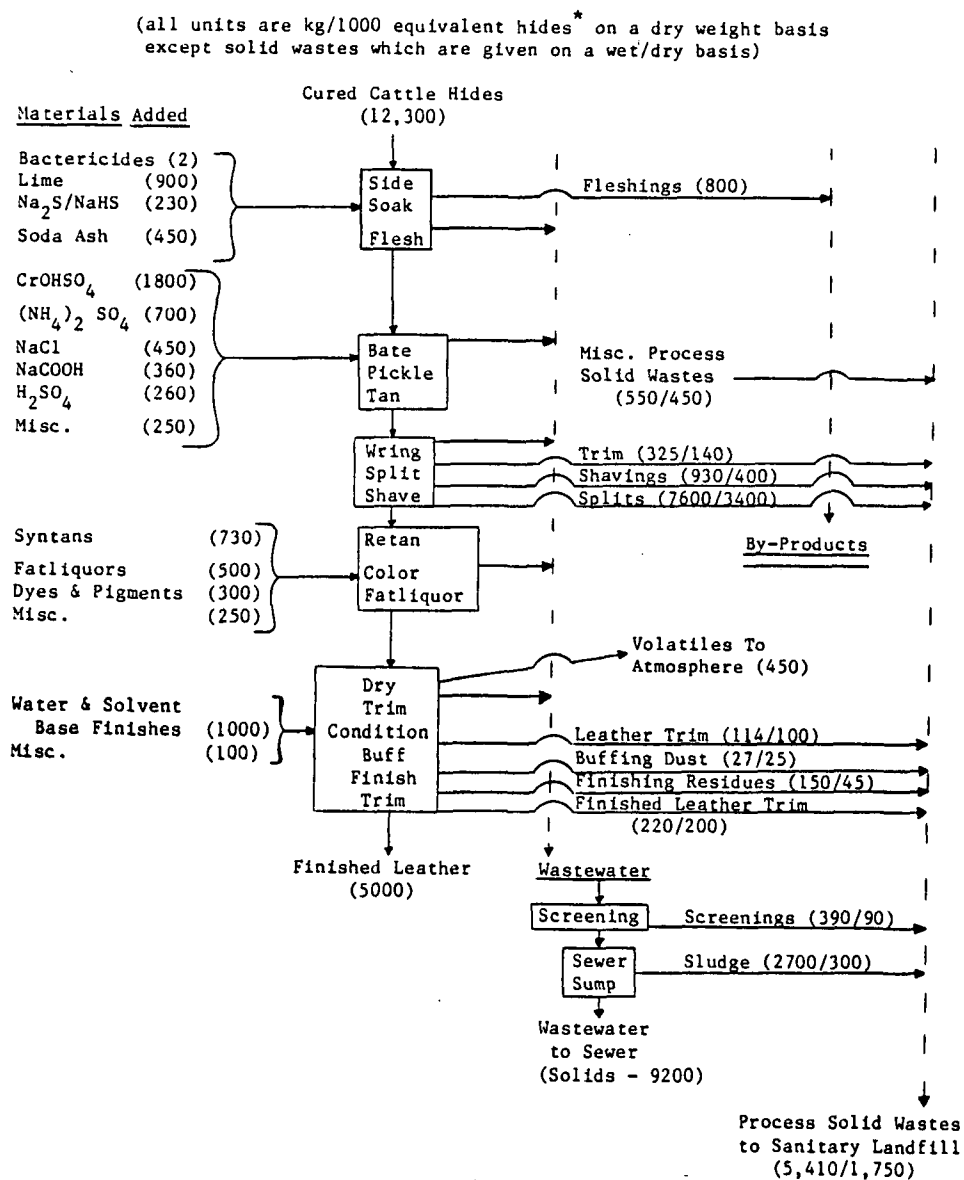 (all units are kg/1000 equivalent hides* on a dry weight basis
except solid wastes which are given on a wet/dry basis)
Cured Cattle Hides
(12,300)
Materials Added
Bactericides (2)
Lime (900)
Na2S/NaHS (230)
Soda Ash (450)
Side
Soak
Flesh
Fleshings (800)
CrOHSO4 (1800)
(NH4)2 SO4 (700)
NaCl (450)
NaCOOH (360)
H2SO4 (260)
Misc. (250)
Bate
Pickle
Tan
Misc. Process
Solid Wastes
(550/450)
Wring
Split
Shave
Trim (325/140)
Shavings (930/400)
Splits (7600/3400)
By-Products
Syntans (730)
Fatliquors (500)
Dyes & Pigments (300)
Misc. (250)
Retan
Color
Fatliquor
Volatiles To
Atmosphere (450)
Water & Solvent
Base Finishes (1000)
Misc. (100)
Dry
Trim
Condition
Buff
Finish
Trim
Leather Trim (114/100)
Buffing Dust (27/25)
Finishing Residues (150/45)
Finished Leather Trim
(220/200)
Finished Leather
(5000)
Wastewater
Screening
Screenings (390/90)
Sewer
Sump
Sludge (2700/300)
Wastewater
to Sewer
(Solids - 9200)
Process Solid Wastes
to Sanitary Landfill
(5,410/1,750)